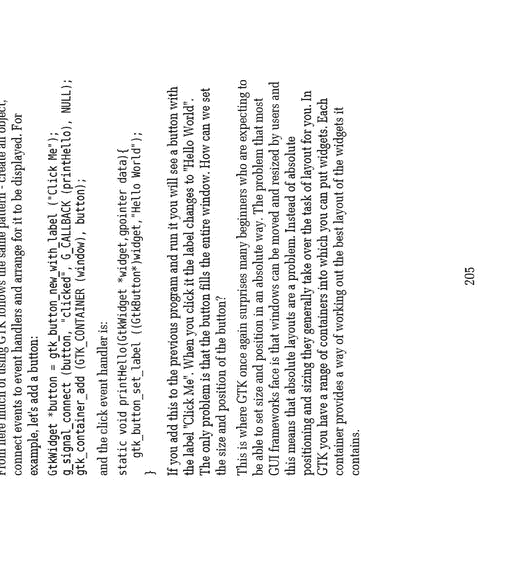 From here much of using GTK follows the same pattern - create an object,
connect events to event handlers and arrange for it to be displayed. For
example, let's add a button:
GtkWidget *button = gtk_button_new_with_label ("Click Me");
g_signal_connect (button, "clicked", G_CALLBACK (printHello), NULL);
gtk_container_add (GTK_CONTAINER (window), button);
and the click event handler is:
static void printHello(GtkWidget *widget,gpointer data){
gtk_button_set_label ((GtkButton*)widget,"Hello World");
}
If you add this to the previous program and run it you will see a button with
the label "Click Me". When you click it the label changes to "Hello World".
The only problem is that the button fills the entire window. How can we set
the size and position of the button?
This is where GTK once again surprises many beginners who are expecting to
be able to set size and position in an absolute way. The problem that most
GUI frameworks face is that windows can be moved and resized by users and
this means that absolute layouts are a problem. Instead of absolute
positioning and sizing they generally take over the task of layout for you. In
GTK you have a range of containers into which you can put widgets. Each
container provides a way of working out the best layout of the widgets it
contains.
205